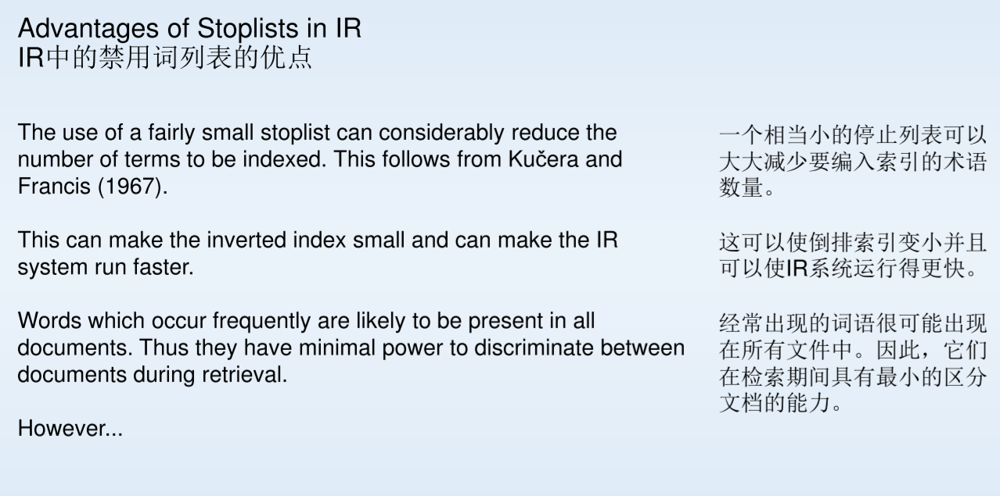 Advantages of Stoplists in IR
IR中的禁用词列表的优点
The use of a fairly small stoplist can considerably reduce the
number of terms to be indexed. This follows from Kučera and
Francis (1967).
This can make the inverted index small and can make the IR
system run faster.
Words which occur frequently are likely to be present in all
documents. Thus they have minimal power to discriminate between
documents during retrieval.
However...
一个相当小的停止列表可以
大大减少要编入索引的术语
数量。
这可以使倒排索引变小并且
可以使IR系统运行得更快。
经常出现的词语很可能出现
在所有文件中。因此，它们
在检索期间具有最小的区分
文档的能力。